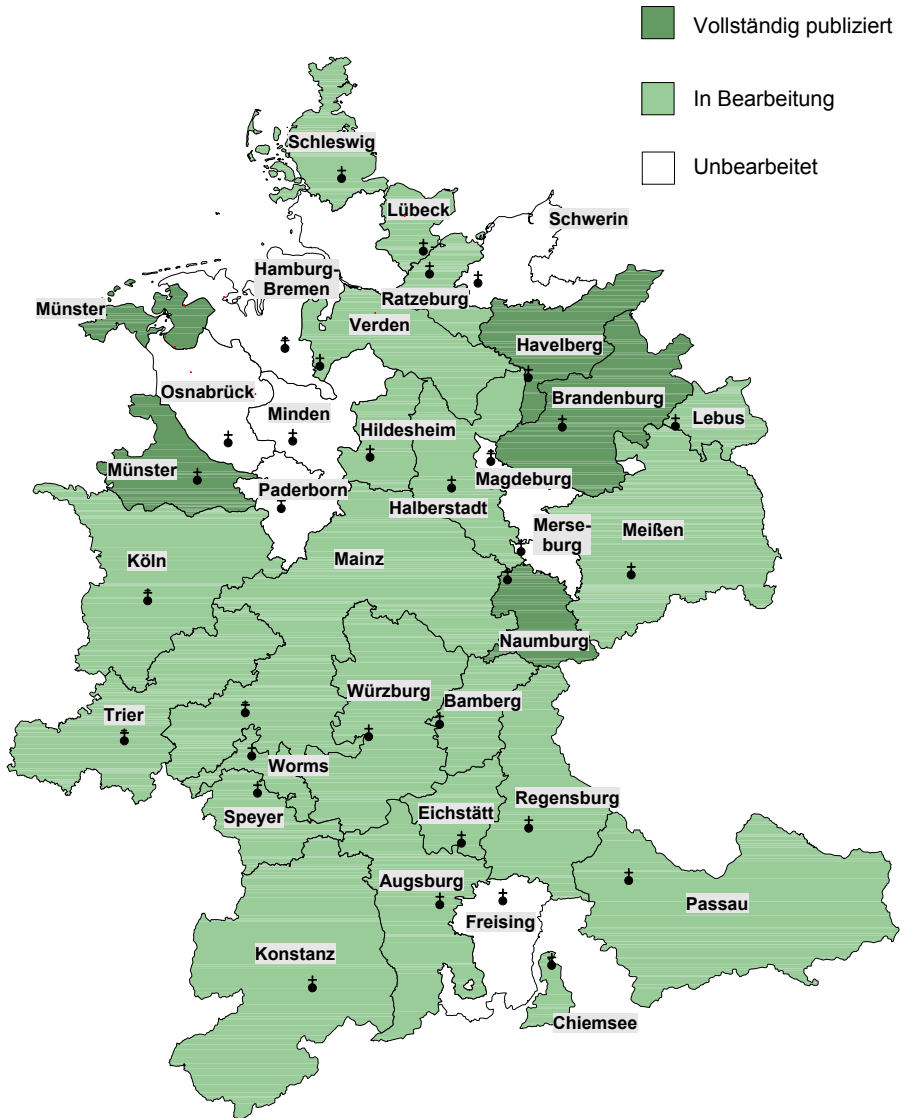 Vollständig publiziert
In Bearbeitung
Unbearbeitet
Schleswig
Lübeck
Schwerin
Hamburg-
Bremen
Ratzeburg
Münster
Verden
Havelberg
Osnabrück
Brandenburg
Minden
Lebus
Hildesheim
Münster
Magdeburg
Paderborn
Halberstadt
Merse-
burg
Meißen
Köln
Mainz
Naumburg
Würzburg
Bamberg
Trier
Worms
Regensburg
Speyer
Eichstätt
Augsburg
Passau
Freising
Konstanz
Chiemsee